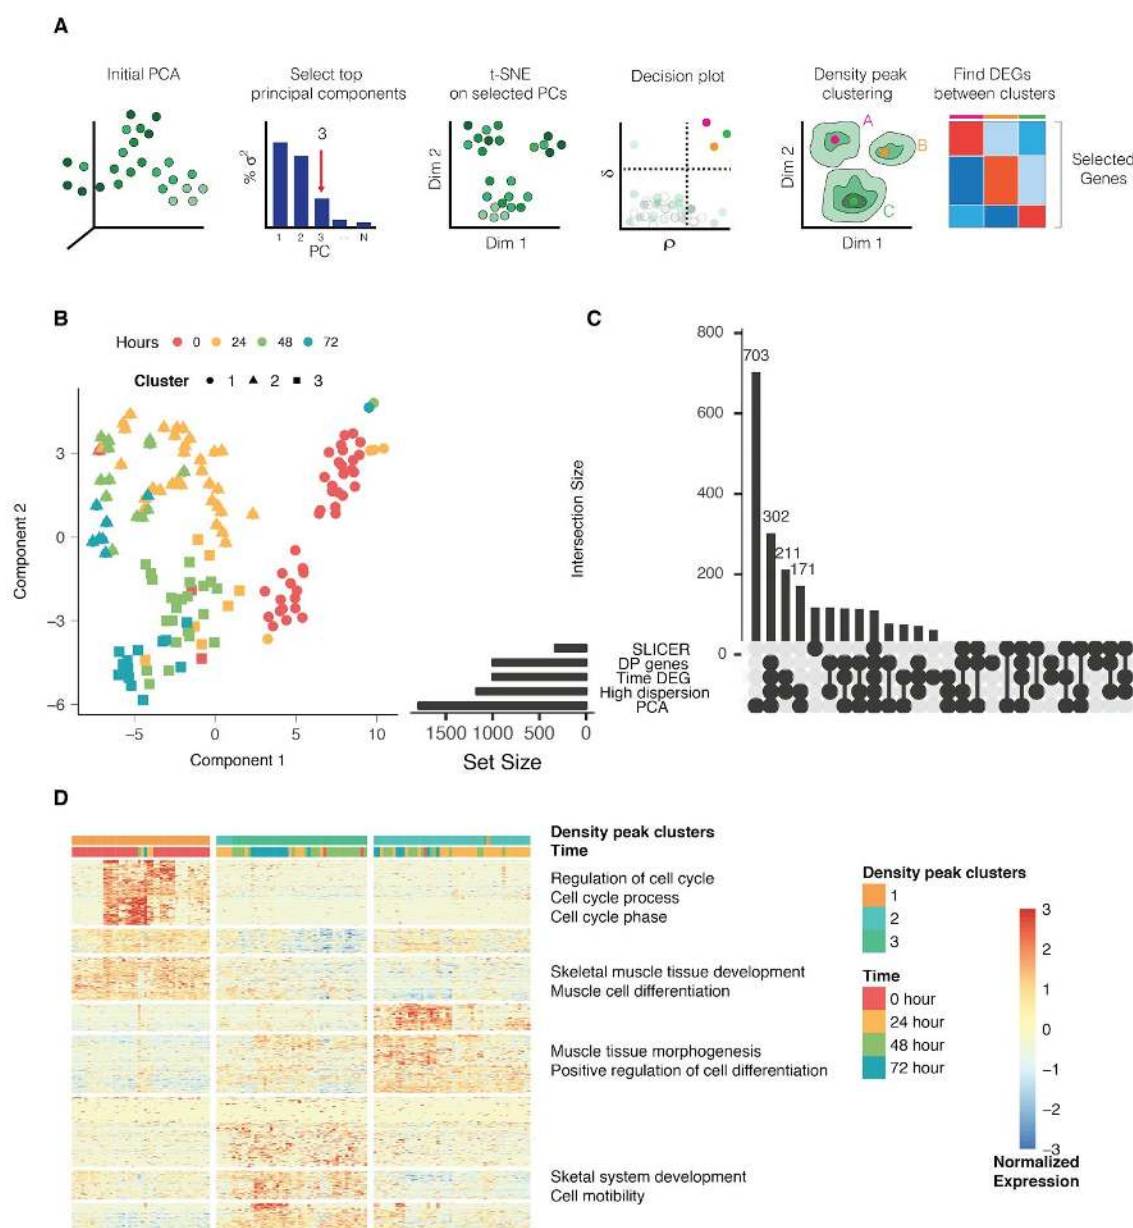 A
Initial PCA
Select top
principal components
t-SNE
on selected PCs
Decision plot
Density peak
clustering
Find DEGs
between clusters
3
% σ²
1 2 3 ·· N
PC
Dim 2
Dim 1
δ
ρ
A
B
C
Dim 2
Dim 1
Selected
Genes
B
Hours 0 24 48 72
Cluster 1 2 3
Component 2
3
0
−3
−6
−5 0 5 10
Component 1
C
Intersection Size
800
600
400
200
0
703
302
211
171
SLICER
DP genes
Time DEG
High dispersion
PCA
1500 1000 500 0
Set Size
D
Density peak clusters
Time
Regulation of cell cycle
Cell cycle process
Cell cycle phase
Skeletal muscle tissue development
Muscle cell differentiation
Muscle tissue morphogenesis
Positive regulation of cell differentiation
Sketal system development
Cell motibility
Density peak clusters
1
2
3
Time
0 hour
24 hour
48 hour
72 hour
3
2
1
0
−1
−2
−3
Normalized
Expression